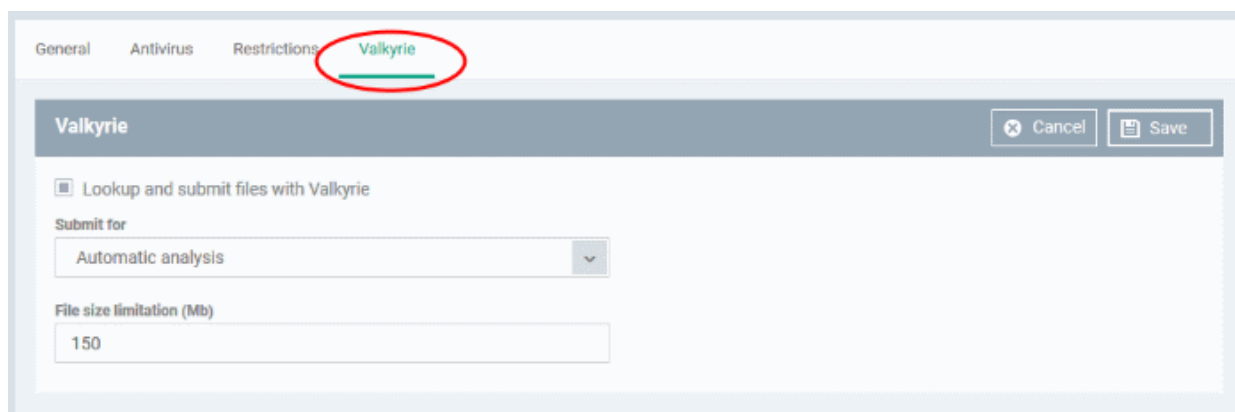 General Antivirus Restrictions Valkyrie
Valkyrie Cancel Save
Lookup and submit files with Valkyrie
Submit for
Automatic analysis
File size limitation (Mb)
150